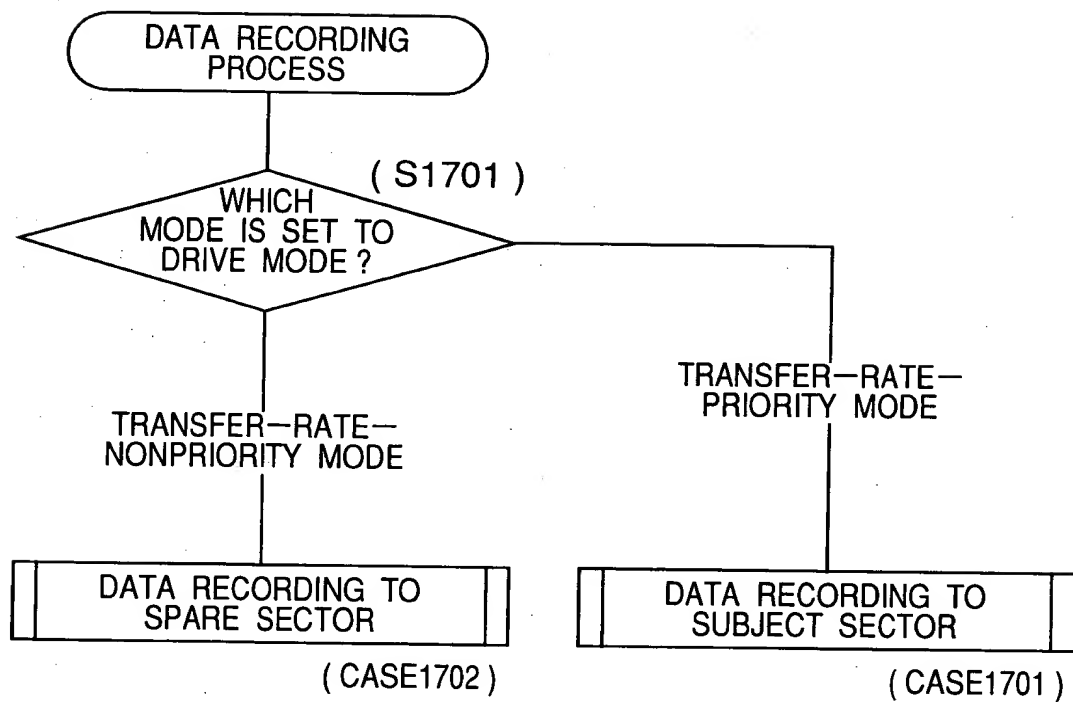 DATA RECORDING
PROCESS
( S1701 )
WHICH
MODE IS SET TO
DRIVE MODE ?
TRANSFER-RATE-
PRIORITY MODE
TRANSFER-RATE-
NONPRIORITY MODE
DATA RECORDING TO
SPARE SECTOR
DATA RECORDING TO
SUBJECT SECTOR
( CASE1702 )
( CASE1701 )